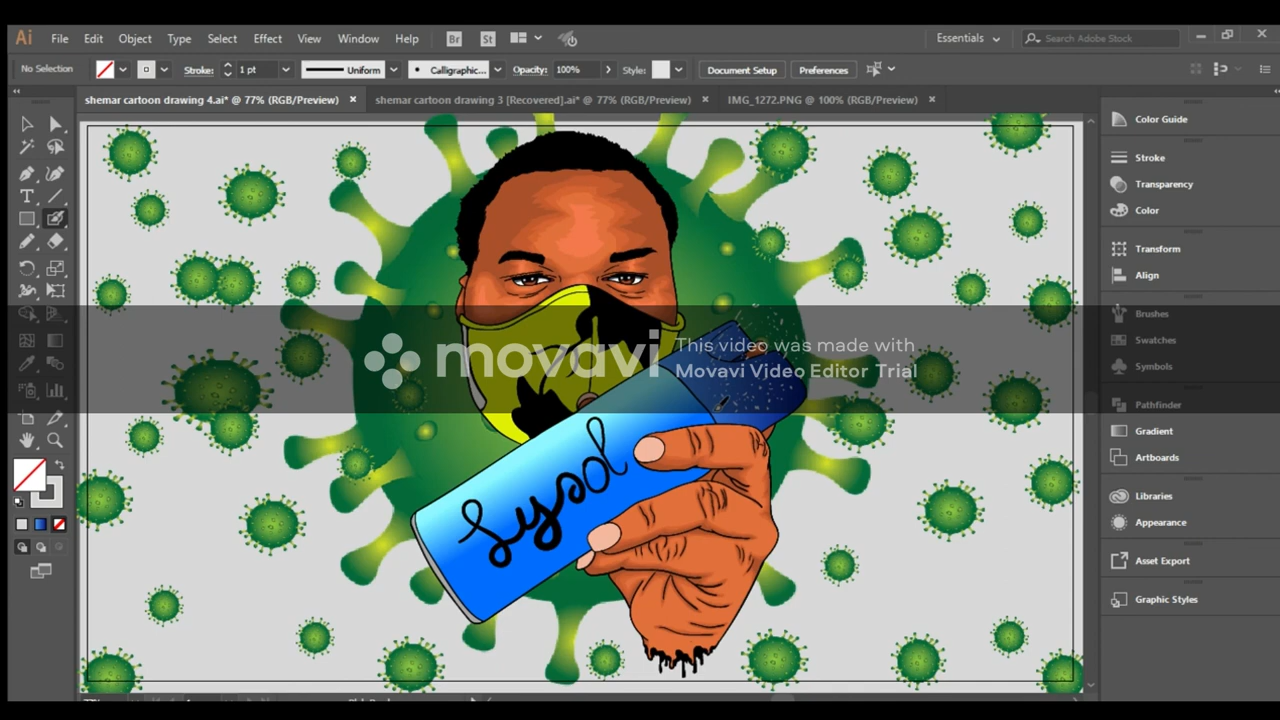 Ai File Edit Object Type Select Effect View Window Help Br St Essentials Search Adobe Stock
No Selection Stroke: 1 pt Uniform Calligraphic... Opacity: 100% Style: Document Setup Preferences
shemar cartoon drawing 4.ai* @ 77% (RGB/Preview) × shemar cartoon drawing 3 [Recovered].ai* @ 77% (RGB/Preview) × IMG_1272.PNG @ 100% (RGB/Preview) ×
Color Guide
Stroke
Transparency
Color
Transform
Align
Brushes
Swatches
Symbols
Pathfinder
Gradient
Artboards
Libraries
Appearance
Asset Export
Graphic Styles
movavi
This video was made with
Movavi Video Editor Trial
Lysol